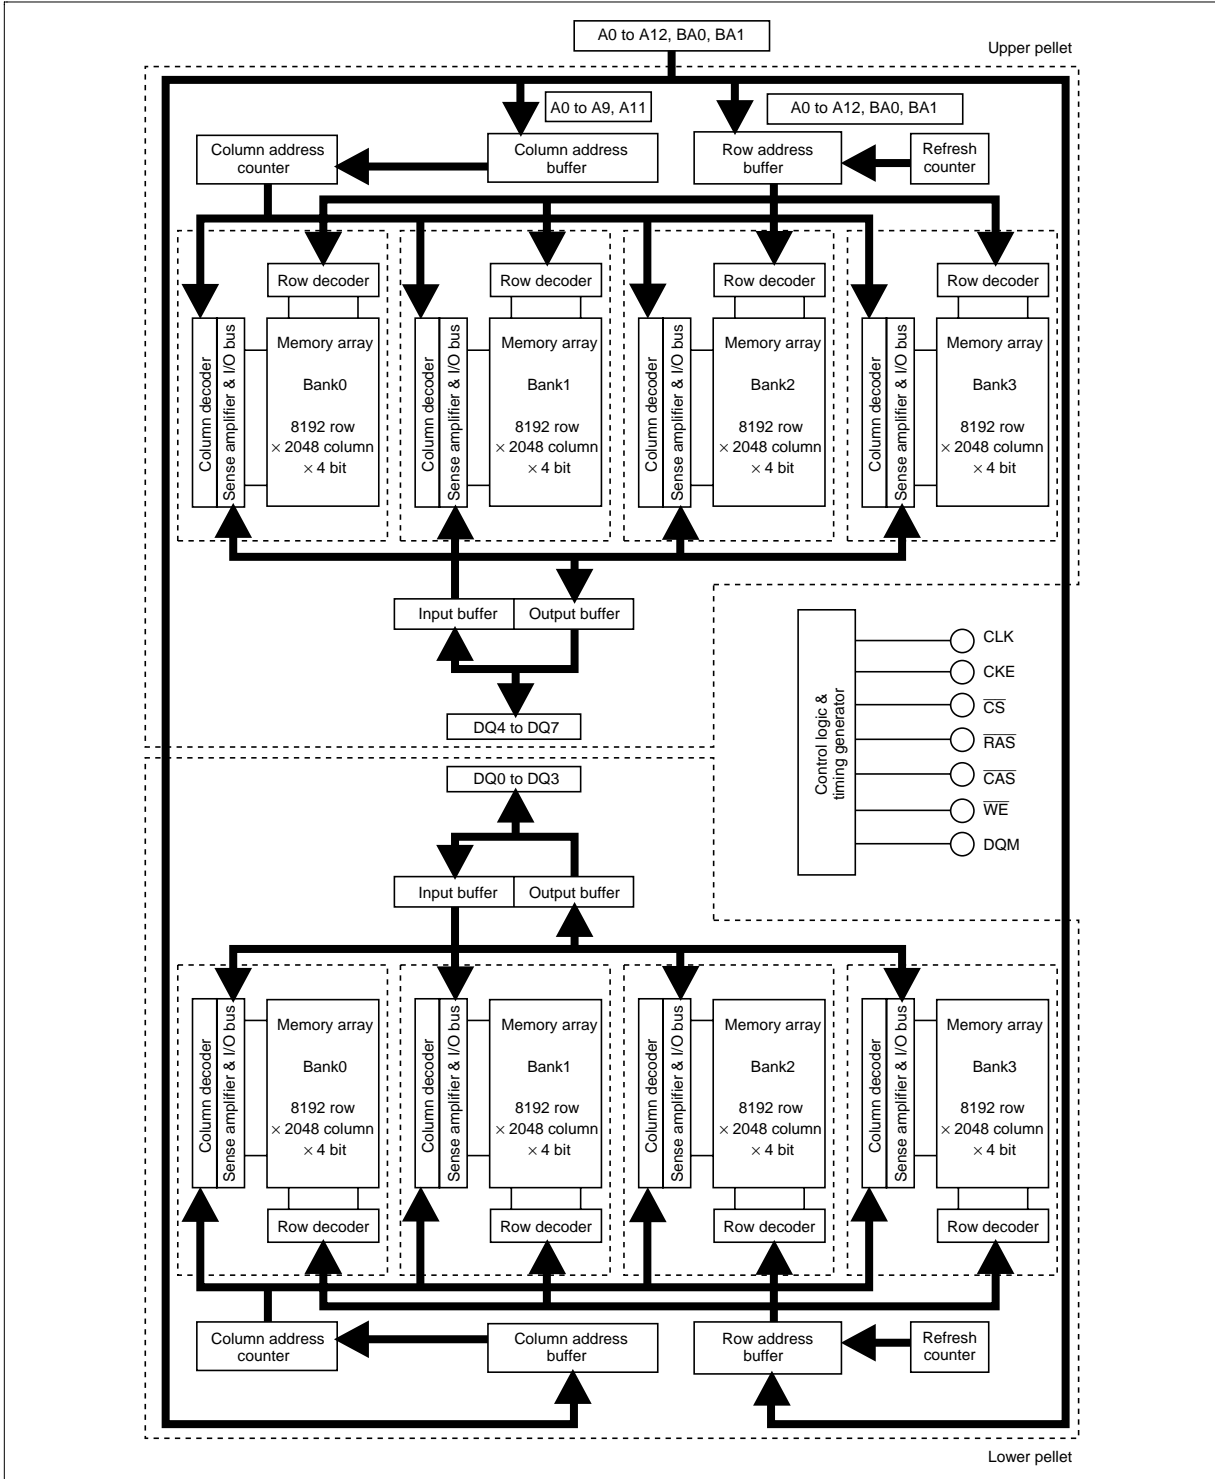 A0 to A12, BA0, BA1
Upper pellet
A0 to A9, A11
A0 to A12, BA0, BA1
Column address
counter
Column address
buffer
Row address
buffer
Refresh
counter
Row decoder
Row decoder
Row decoder
Row decoder
Column decoder
Sense amplifier & I/O bus
Memory array
Bank0
8192 row
× 2048 column
× 4 bit
Column decoder
Sense amplifier & I/O bus
Memory array
Bank1
8192 row
× 2048 column
× 4 bit
Column decoder
Sense amplifier & I/O bus
Memory array
Bank2
8192 row
× 2048 column
× 4 bit
Column decoder
Sense amplifier & I/O bus
Memory array
Bank3
8192 row
× 2048 column
× 4 bit
Input buffer
Output buffer
DQ4 to DQ7
Control logic &
timing generator
CLK
CKE
C̅S̅
R̅A̅S̅
C̅A̅S̅
W̅E̅
DQM
DQ0 to DQ3
Input buffer
Output buffer
Column decoder
Sense amplifier & I/O bus
Memory array
Bank0
8192 row
× 2048 column
× 4 bit
Column decoder
Sense amplifier & I/O bus
Memory array
Bank1
8192 row
× 2048 column
× 4 bit
Column decoder
Sense amplifier & I/O bus
Memory array
Bank2
8192 row
× 2048 column
× 4 bit
Column decoder
Sense amplifier & I/O bus
Memory array
Bank3
8192 row
× 2048 column
× 4 bit
Row decoder
Row decoder
Row decoder
Row decoder
Column address
counter
Column address
buffer
Row address
buffer
Refresh
counter
Lower pellet